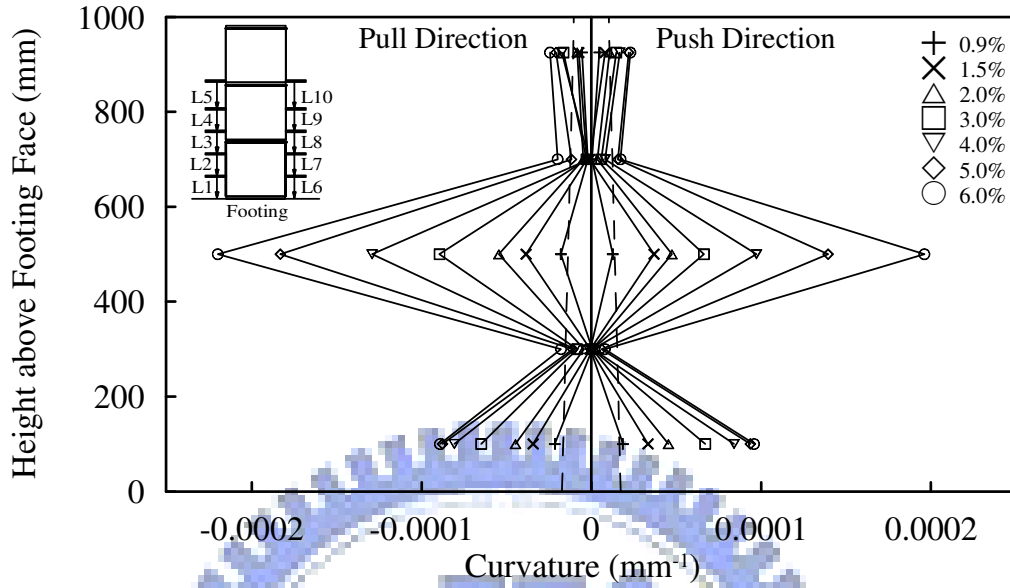 1000
Pull Direction
Push Direction
0.9%
1.5%
2.0%
3.0%
4.0%
5.0%
6.0%
L5
L10
L4
L9
L3
L8
L2
L7
L1
L6
Footing
800
600
400
200
0
Height above Footing Face (mm)
-0.0002
-0.0001
0
0.0001
0.0002
Curvature (mm⁻¹)